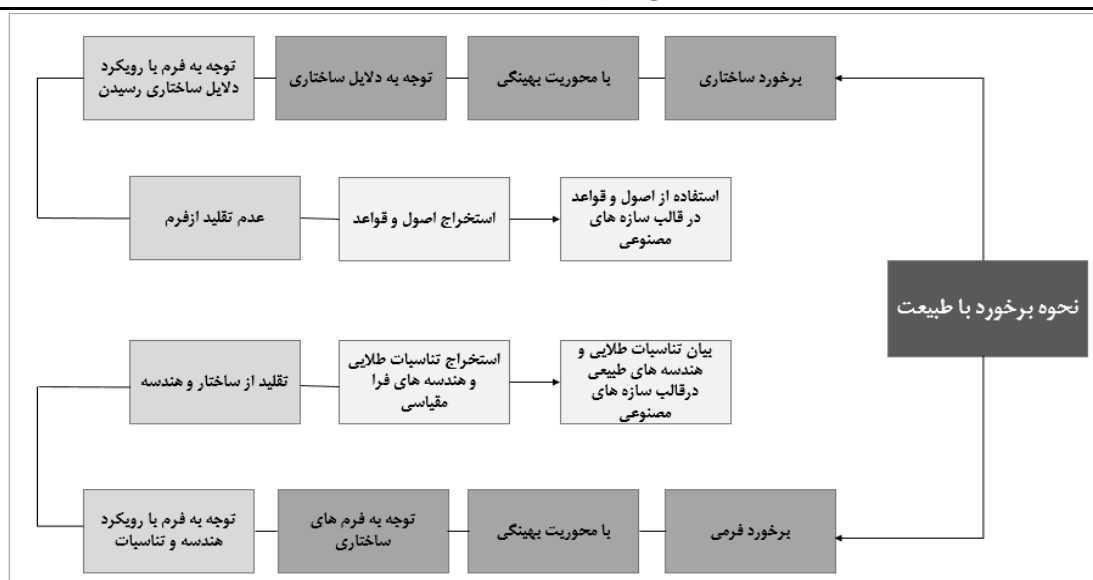 برخورد ساختاری
با محوریت بهینگی
توجه به دلایل ساختاری
توجه به فرم با رویکرد
دلایل ساختاری رسیدن
عدم تقلید ازفرم
استخراج اصول و قواعد
استفاده از اصول و قواعد
در قالب سازه های
مصنوعی
نحوه برخورد با طبیعت
تقلید از ساختار و هندسه
استخراج تناسبات طلایی
و هندسه های فرا
مقیاسی
بیان تناسبات طلایی و
هندسه های طبیعی
درقالب سازه های
مصنوعی
برخورد فرمی
با محوریت بهینگی
توجه به فرم های
ساختاری
توجه به فرم با رویکرد
هندسه و تناسبات